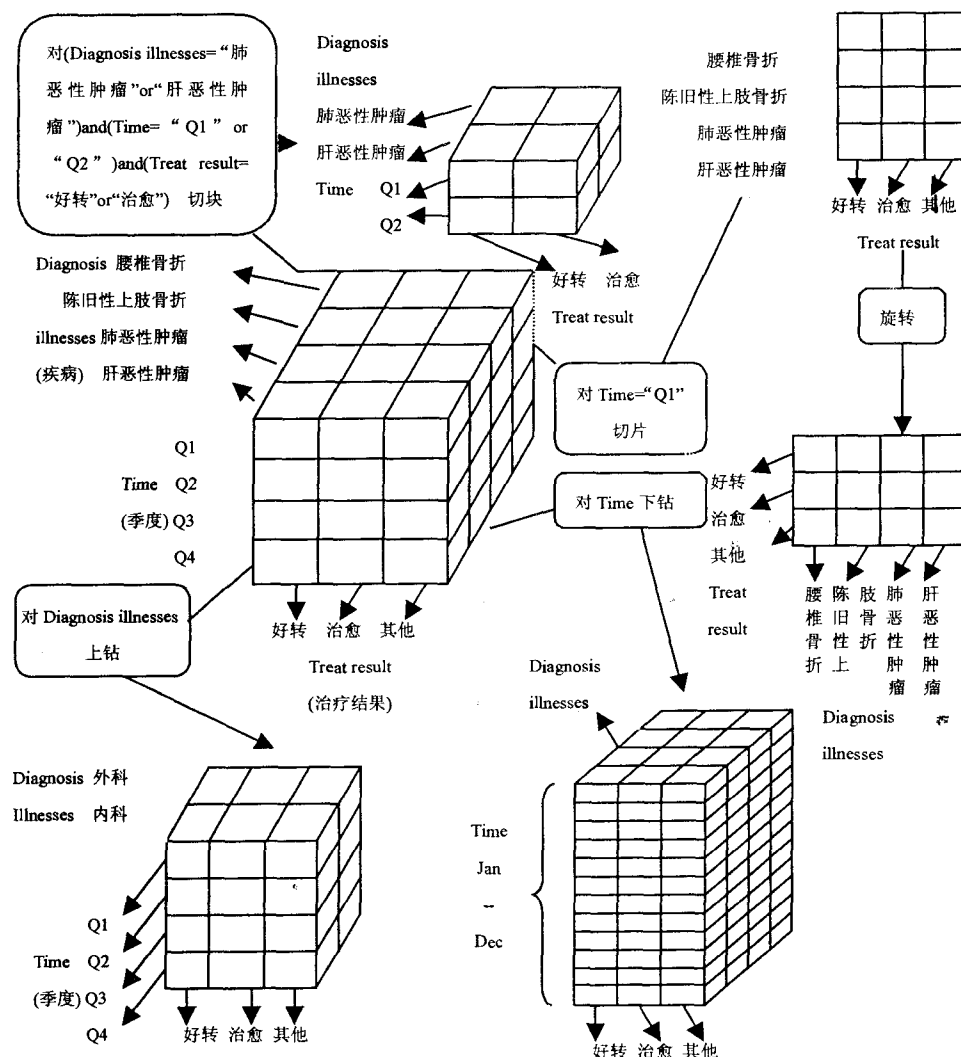 对(Diagnosis illnesses=“肺
恶性肿瘤”or“肝恶性肿
瘤”)and(Time=“Q1”or
“Q2”)and(Treat result=
“好转”or“治愈”) 切块
Diagnosis
illnesses
肺恶性肿瘤
肝恶性肿瘤
Time Q1
Q2
好转 治愈
Treat result
腰椎骨折
陈旧性上肢骨折
肺恶性肿瘤
肝恶性肿瘤
好转 治愈 其他
Treat result
旋转
Diagnosis 腰椎骨折
陈旧性上肢骨折
illnesses 肺恶性肿瘤
(疾病) 肝恶性肿瘤
Q1
Time Q2
(季度) Q3
Q4
好转 治愈 其他
Treat result
(治疗结果)
对 Time=“Q1”
切片
对 Time 下钻
好转
治愈
其他
Treat
result
腰椎骨折
陈旧性上
肢骨折
肺恶性肿瘤
肝恶性肿瘤
Diagnosis
illnesses
对 Diagnosis illnesses
上钻
Diagnosis 外科
Illnesses 内科
Q1
Time Q2
(季度) Q3
Q4
好转 治愈 其他
Diagnosis
illnesses
Time
Jan
–
Dec
好转 治愈 其他